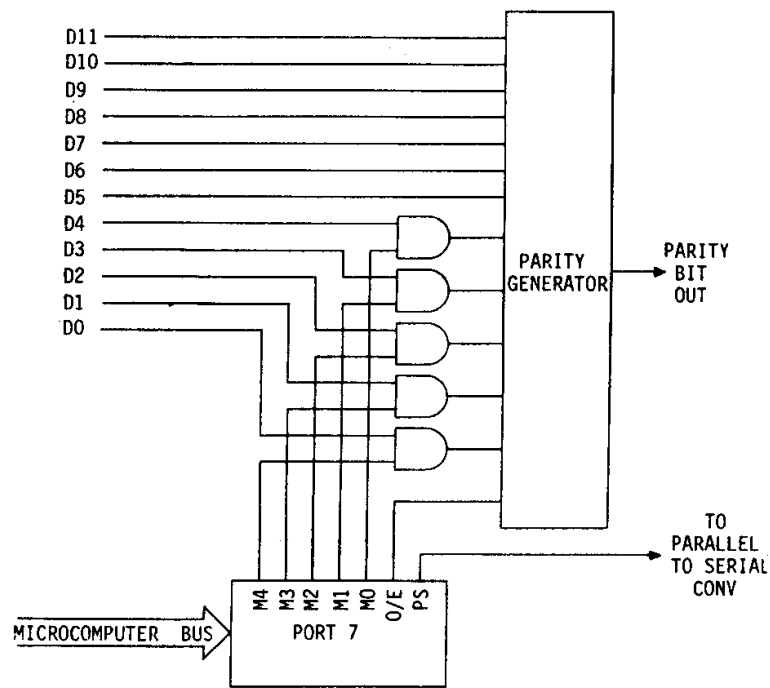 D11
D10
D9
D8
D7
D6
D5
D4
D3
D2
D1
D0
PARITY
GENERATOR
PARITY
BIT
OUT
TO
PARALLEL
TO SERIAL
CONV
M4
M3
M2
M1
M0
O/E
PS
PORT 7
MICROCOMPUTER BUS